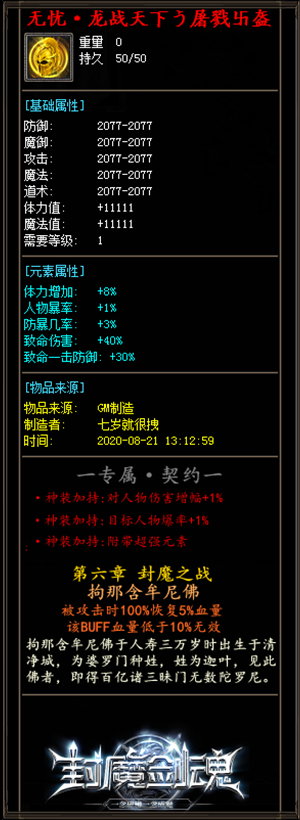 无忧·龙战天下う屠戮乐盔
重量 0
持久 50/50
[基础属性]
防御: 2077-2077
魔御: 2077-2077
攻击: 2077-2077
魔法: 2077-2077
道术: 2077-2077
体力值: +11111
魔法值: +11111
需要等级: 1
[元素属性]
体力增加: +8%
人物暴率: +1%
防暴几率: +3%
致命伤害: +40%
致命一击防御: +30%
[物品来源]
物品来源: GM制造
制造者: 七岁就很拽
时间: 2020-08-21 13:12:59
一专属·契约一
·神装加持:对人物伤害增幅+1%
·神装加持:目标人物爆率+1%
·神装加持:附带超强元素
第六章 封魔之战
拘那含牟尼佛
被攻击时100%恢复5%血量
该BUFF血量低于10%无效
拘那含牟尼佛于人寿三万岁时出生于清
净城，为婆罗门种姓，姓为迦叶，见此
佛者，即得百亿诸三昧门无数陀罗尼。
封魔剑魂